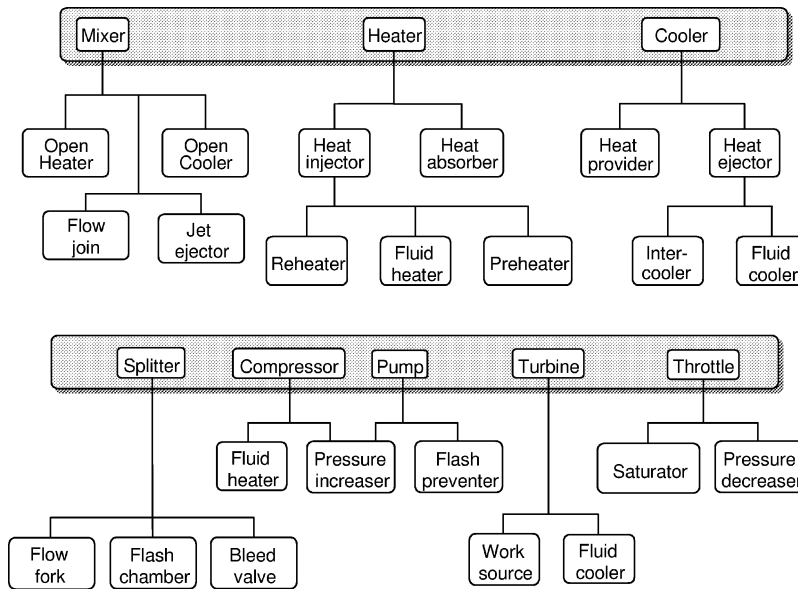 Mixer
Heater
Cooler
Open
Heater
Open
Cooler
Heat
injector
Heat
absorber
Heat
provider
Heat
ejector
Flow
join
Jet
ejector
Reheater
Fluid
heater
Preheater
Inter-
cooler
Fluid
cooler
Splitter
Compressor
Pump
Turbine
Throttle
Fluid
heater
Pressure
increaser
Flash
preventer
Saturator
Pressure
decreaser
Flow
fork
Flash
chamber
Bleed
valve
Work
source
Fluid
cooler